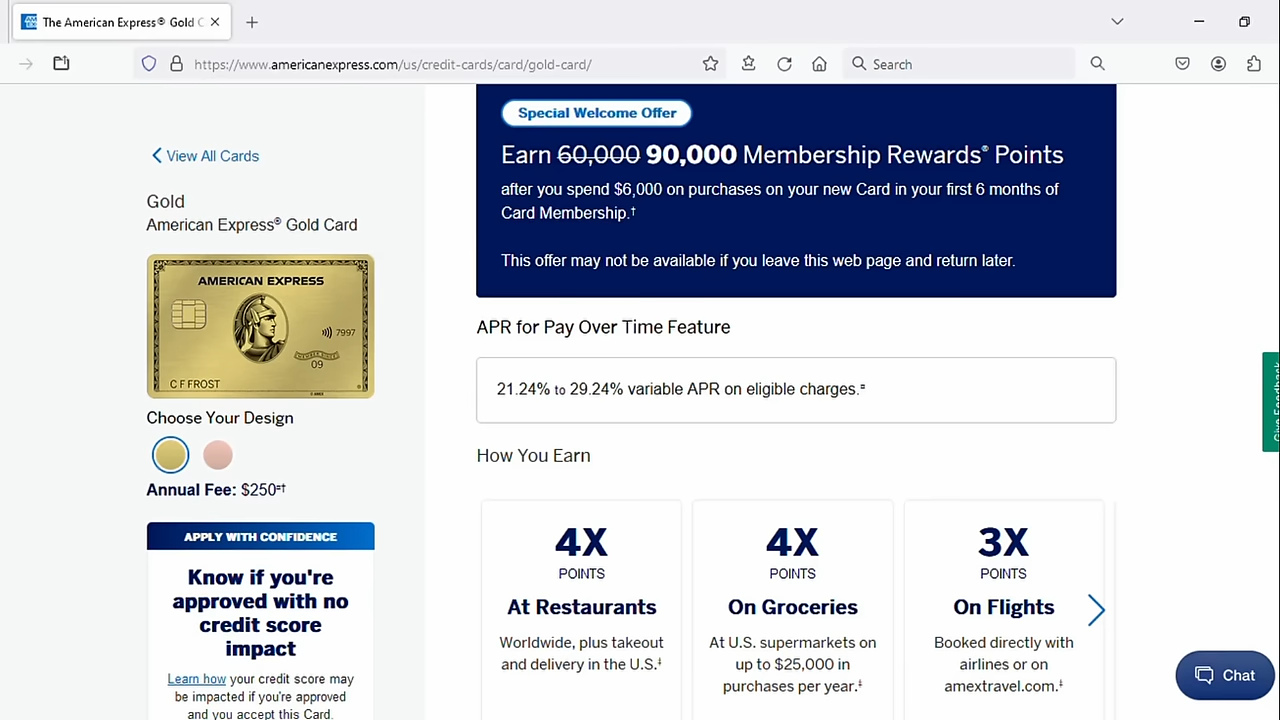 The American Express® Gold C
https://www.americanexpress.com/us/credit-cards/card/gold-card/
Search
View All Cards
Gold
American Express® Gold Card
AMERICAN EXPRESS
7997
09
C F FROST
Choose Your Design
Annual Fee: $250¤†
APPLY WITH CONFIDENCE
Know if you're
approved with no
credit score
impact
Learn how your credit score may
be impacted if you're approved
and you accept this Card.
Special Welcome Offer
Earn 60,000 90,000 Membership Rewards® Points
after you spend $6,000 on purchases on your new Card in your first 6 months of
Card Membership.†
This offer may not be available if you leave this web page and return later.
APR for Pay Over Time Feature
21.24% to 29.24% variable APR on eligible charges.¤
How You Earn
4X
POINTS
At Restaurants
Worldwide, plus takeout
and delivery in the U.S.‡
4X
POINTS
On Groceries
At U.S. supermarkets on
up to $25,000 in
purchases per year.‡
3X
POINTS
On Flights
Booked directly with
airlines or on
amextravel.com.‡
Give Feedback
Chat